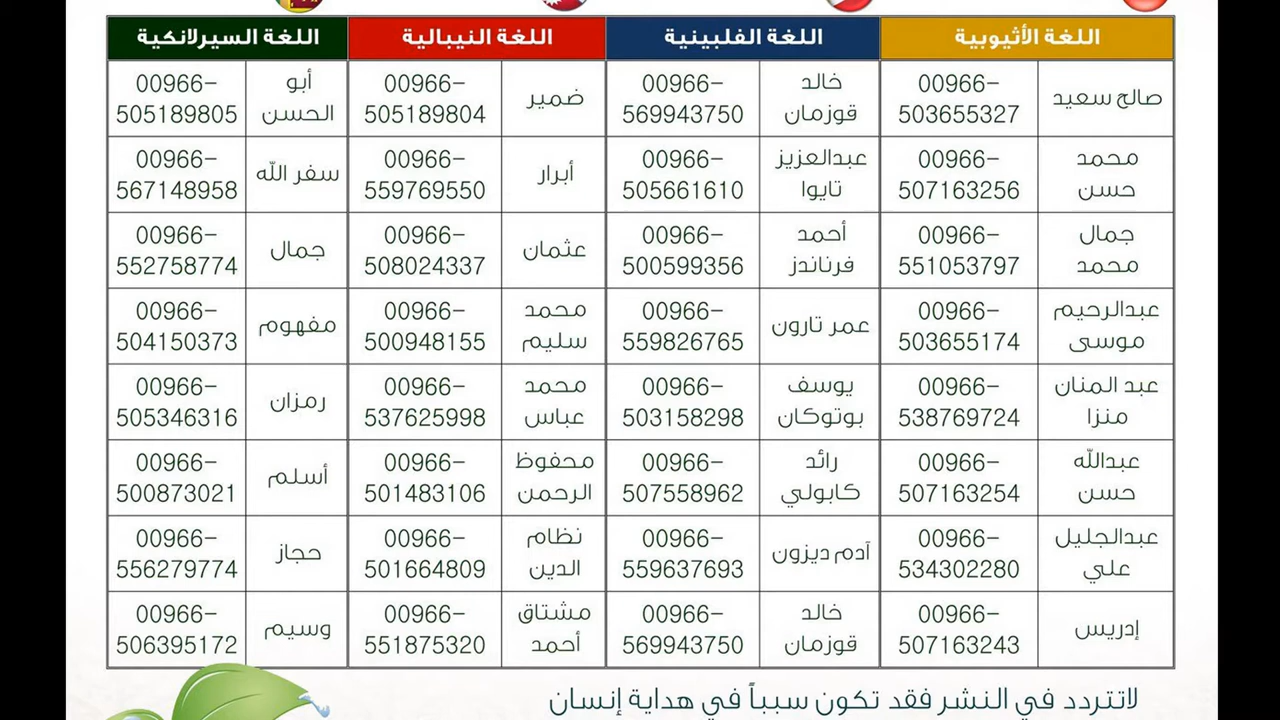 اللغة الأثيوبية اللغة الفلبينية اللغة النيبالية اللغة السيرلانكية
صالح سعيد 00966-503655327 خالد قوزمان 00966-569943750 ضمير 00966-505189804 أبو الحسن 00966-505189805
محمد حسن 00966-507163256 عبدالعزيز تايوا 00966-505661610 أبرار 00966-559769550 سفر الله 00966-567148958
جمال محمد 00966-551053797 أحمد فرناندز 00966-500599356 عثمان 00966-508024337 جمال 00966-552758774
عبدالرحيم موسى 00966-503655174 عمر تارون 00966-559826765 محمد سليم 00966-500948155 مفهوم 00966-504150373
عبد المنان منزا 00966-538769724 يوسف بوتوكان 00966-503158298 محمد عباس 00966-537625998 رمزان 00966-505346316
عبدالله حسن 00966-507163254 رائد كابولي 00966-507558962 محفوظ الرحمن 00966-501483106 أسلم 00966-500873021
عبدالجليل علي 00966-534302280 آدم ديزون 00966-559637693 نظام الدين 00966-501664809 حجاز 00966-556279774
إدريس 00966-507163243 خالد قوزمان 00966-569943750 مشتاق أحمد 00966-551875320 وسيم 00966-506395172
لاتتردد في النشر فقد تكون سبباً في هداية إنسان